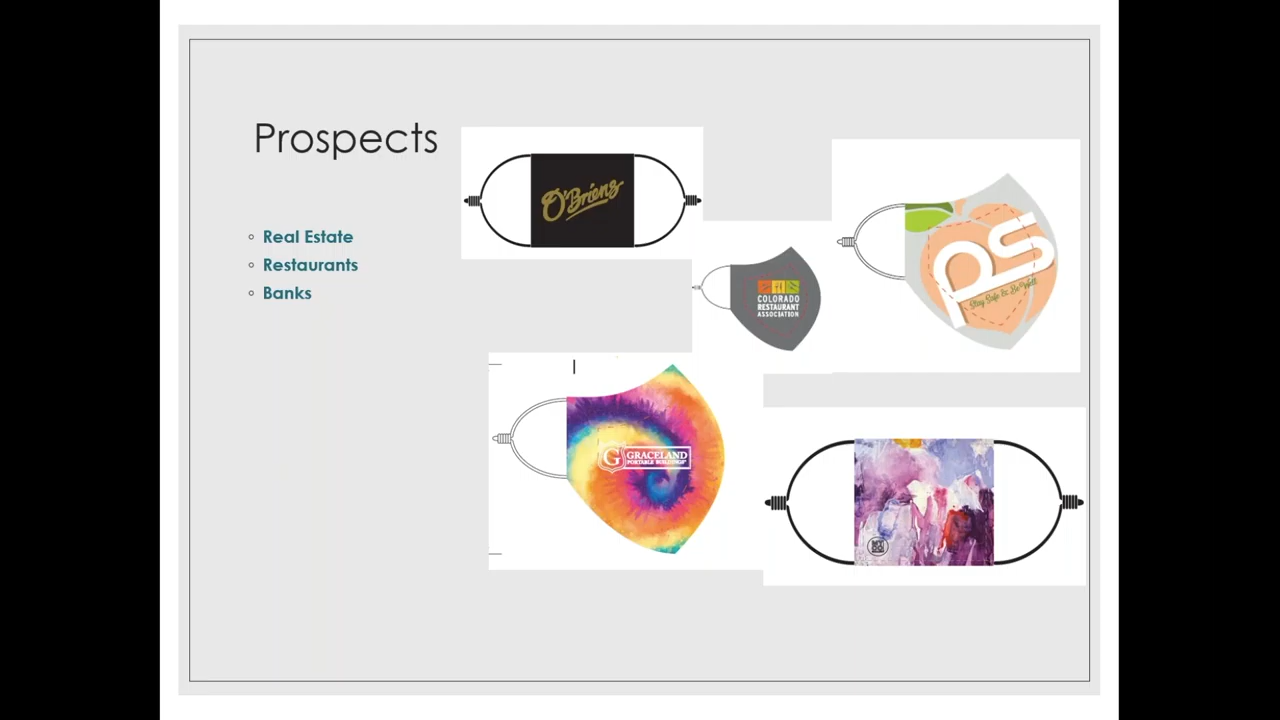 Prospects
Real Estate
Restaurants
Banks
O'Briens
COLORADO
RESTAURANT
ASSOCIATION
PS
Stay Safe & Be Well
G GRACELAND
PORTABLE BUILDINGS